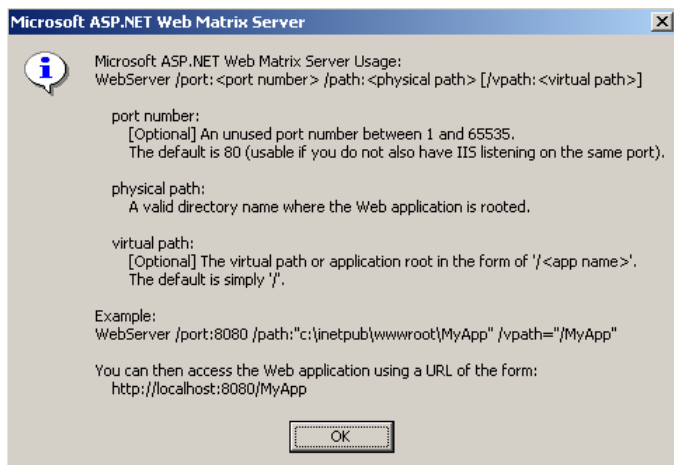 Microsoft ASP.NET Web Matrix Server
Microsoft ASP.NET Web Matrix Server Usage:
WebServer /port:<port number> /path:<physical path> [/vpath:<virtual path>]
port number:
[Optional] An unused port number between 1 and 65535.
The default is 80 (usable if you do not also have IIS listening on the same port).
physical path:
A valid directory name where the Web application is rooted.
virtual path:
[Optional] The virtual path or application root in the form of '/<app name>'.
The default is simply '/'.
Example:
WebServer /port:8080 /path:"c:\inetpub\wwwroot\MyApp" /vpath="/MyApp"
You can then access the Web application using a URL of the form:
http://localhost:8080/MyApp
OK